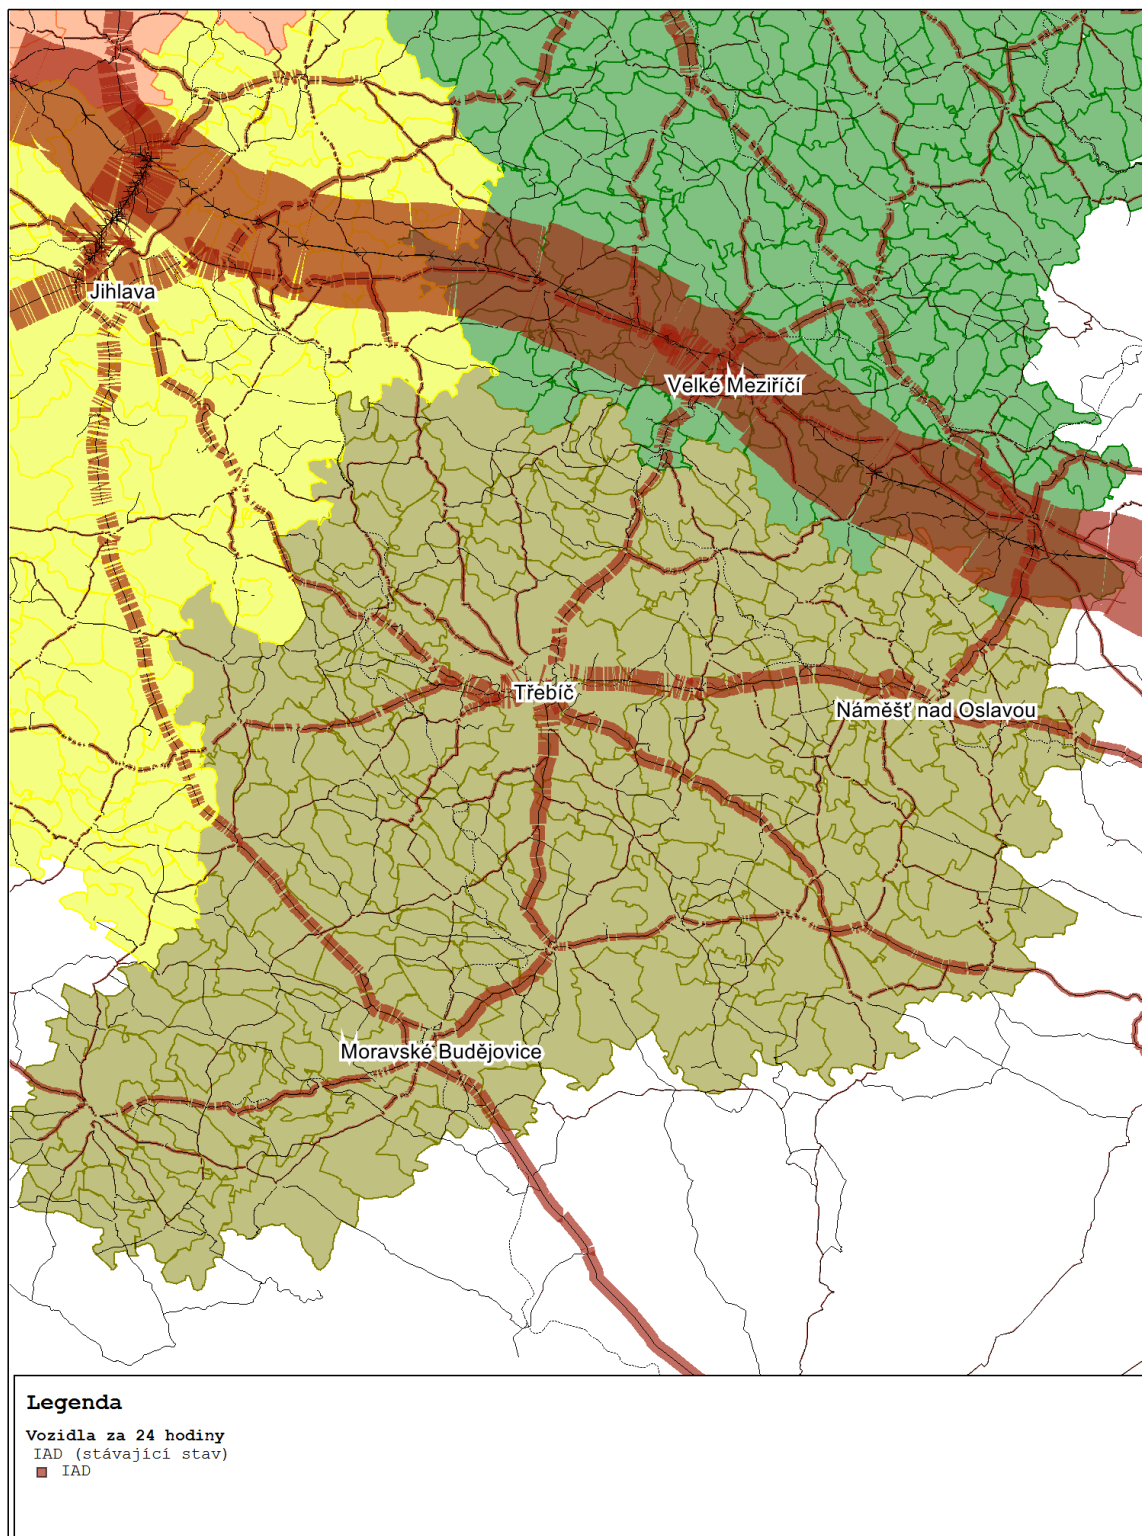 Jihlava
Velké Meziříčí
Třebíč
Náměšť nad Oslavou
Moravské Budějovice
Legenda
Vozidla za 24 hodiny
IAD (stávající stav)
IAD